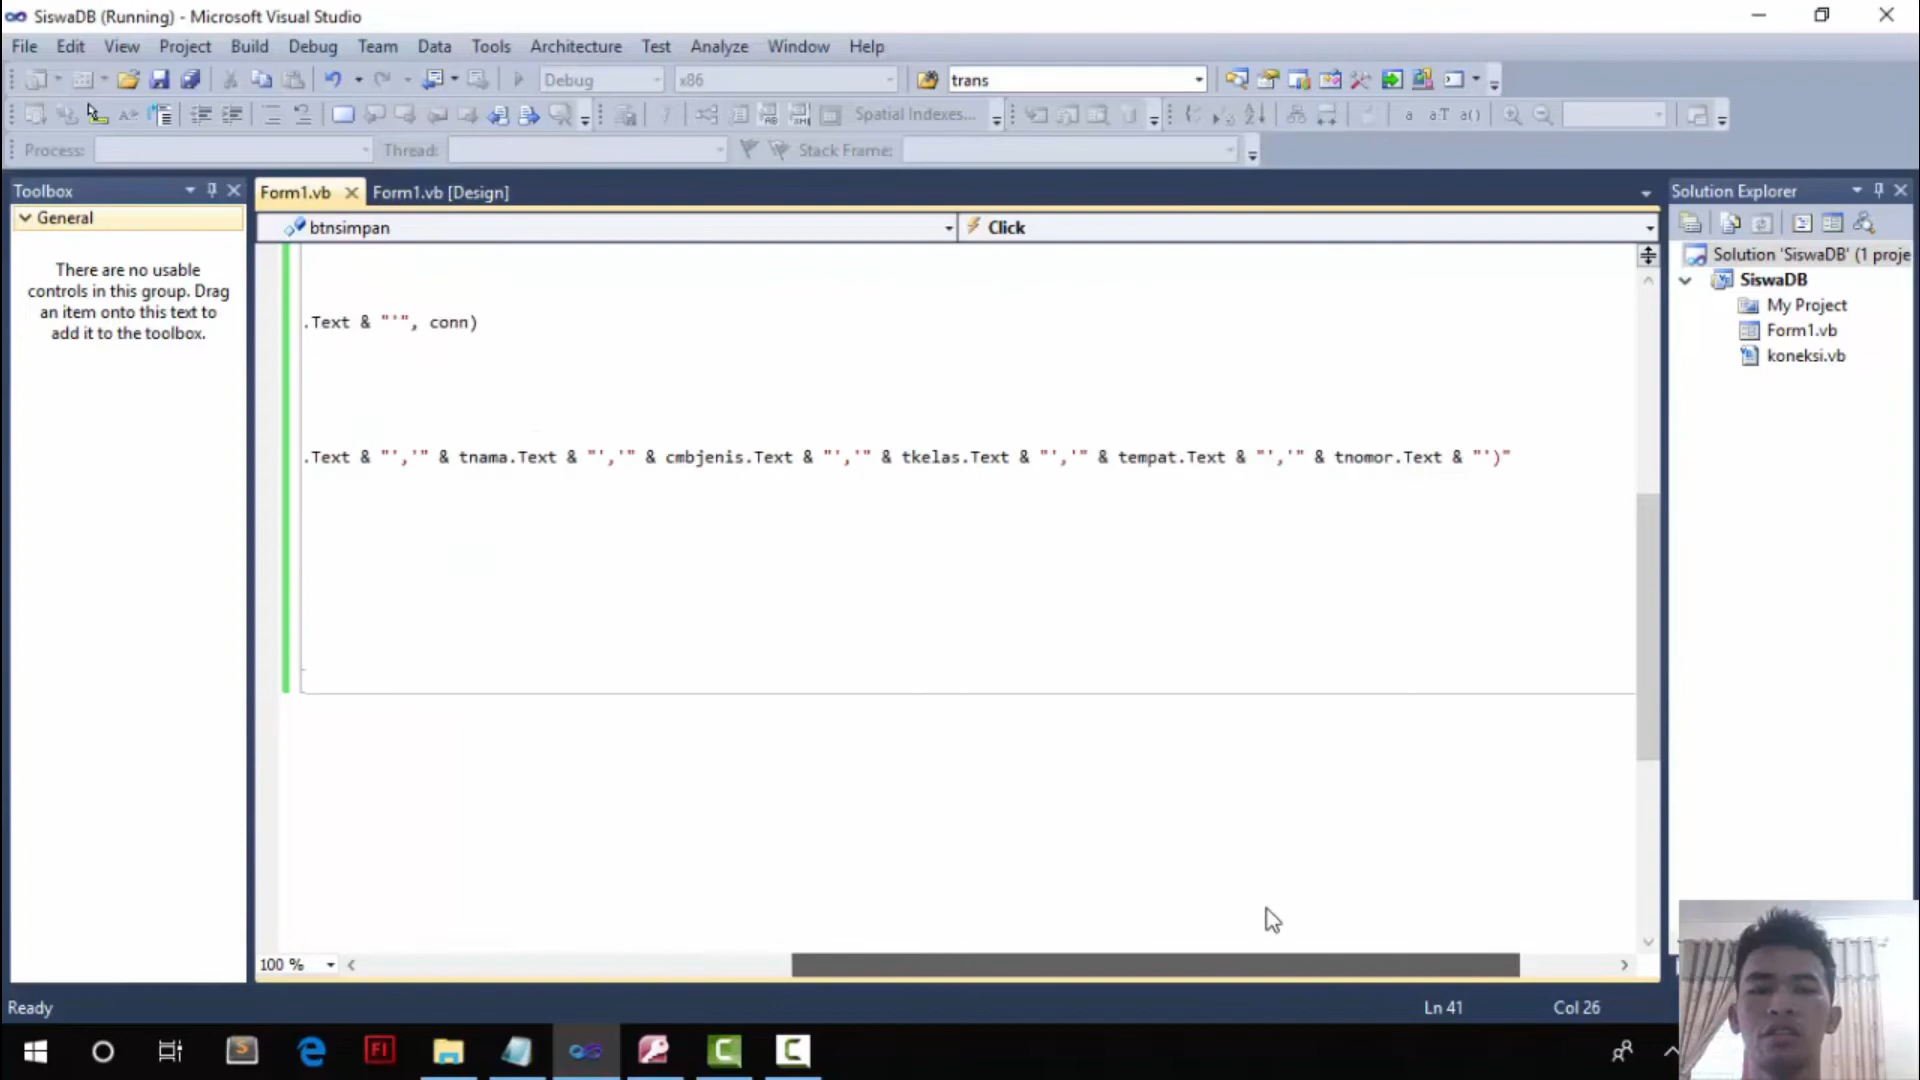 SiswaDB (Running) - Microsoft Visual Studio
File Edit View Project Build Debug Team Data Tools Architecture Test Analyze Window Help
Debug x86 trans
Spatial Indexes...
Process: Thread: Stack Frame:
Toolbox
General
There are no usable
controls in this group. Drag
an item onto this text to
add it to the toolbox.
Form1.vb Form1.vb [Design]
btnsimpan Click
.Text & "'", conn)
.Text & "','" & tnama.Text & "','" & cmbjenis.Text & "','" & tkelas.Text & "','" & tempat.Text & "','" & tnomor.Text & "')"
100 %
Solution Explorer
Solution 'SiswaDB' (1 proje
SiswaDB
My Project
Form1.vb
koneksi.vb
Ready Ln 41 Col 26